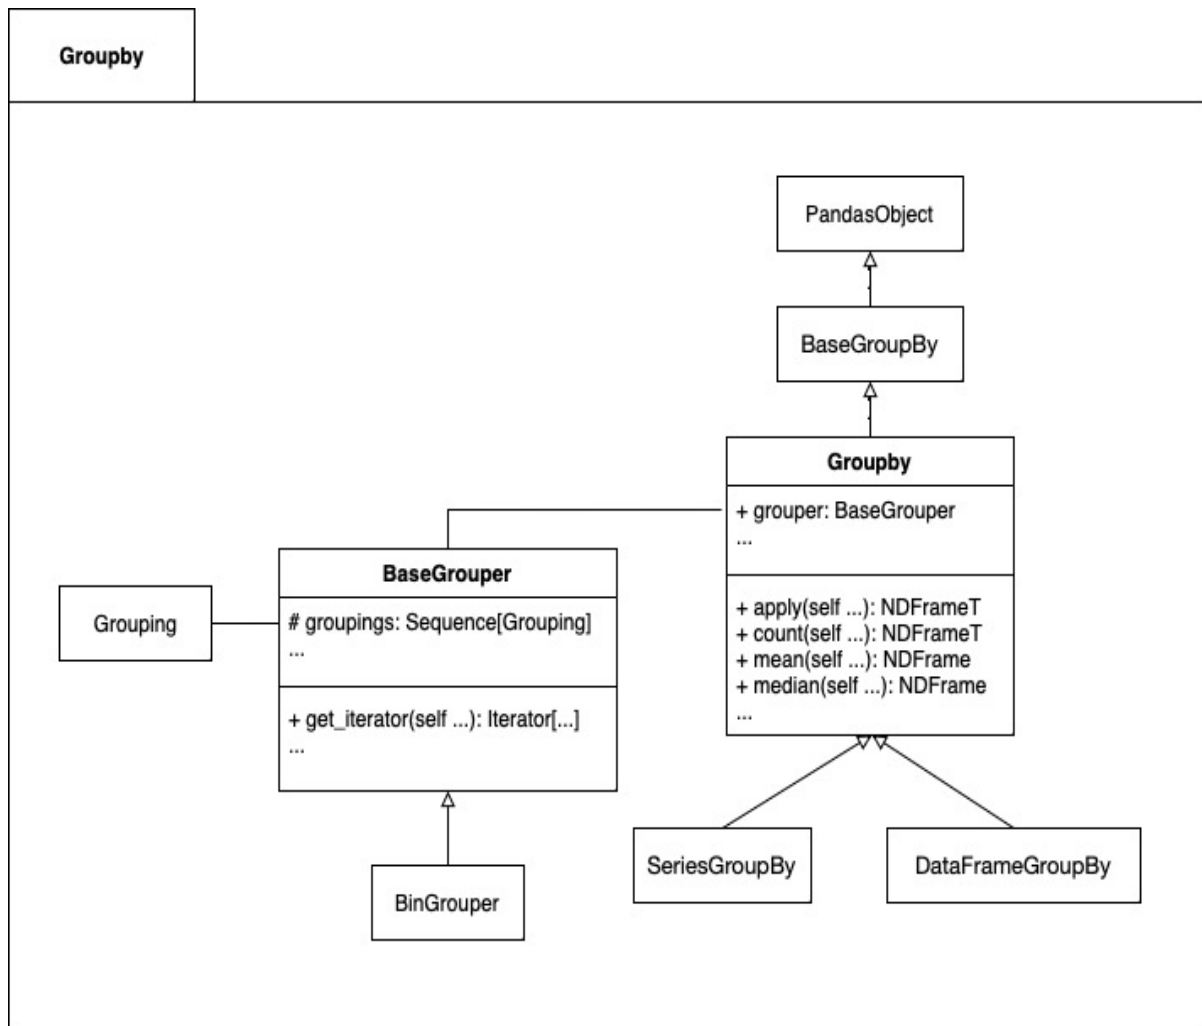 Groupby
PandasObject
BaseGroupBy
Groupby
+ grouper: BaseGrouper
...
+ apply(self ...): NDFrameT
+ count(self ...): NDFrameT
+ mean(self ...): NDFrame
+ median(self ...): NDFrame
...
BaseGrouper
# groupings: Sequence[Grouping]
...
+ get_iterator(self ...): Iterator[...]
...
Grouping
SeriesGroupBy
DataFrameGroupBy
BinGrouper